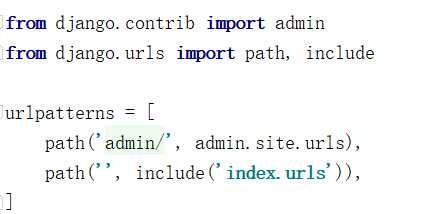 from django.contrib import admin
from django.urls import path, include
urlpatterns = [
    path('admin/', admin.site.urls),
    path('', include('index.urls')),
]